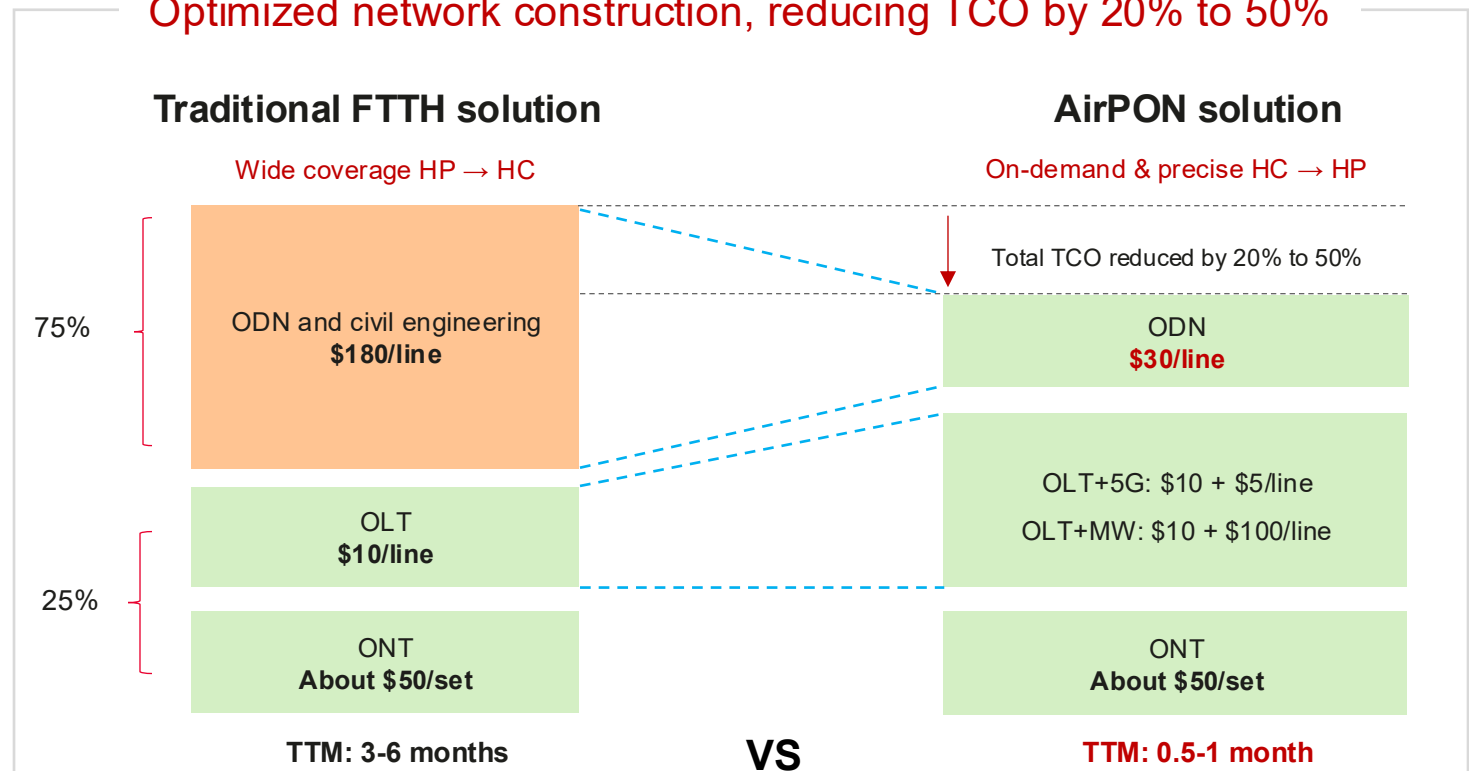 Optimized network construction, reducing TCO by 20% to 50%
Traditional FTTH solution
AirPON solution
Wide coverage HP → HC
On-demand & precise HC → HP
Total TCO reduced by 20% to 50%
75%
ODN and civil engineering
$180/line
ODN
$30/line
OLT
$10/line
OLT+5G: $10 + $5/line
OLT+MW: $10 + $100/line
25%
ONT
About $50/set
ONT
About $50/set
TTM: 3-6 months
VS
TTM: 0.5-1 month